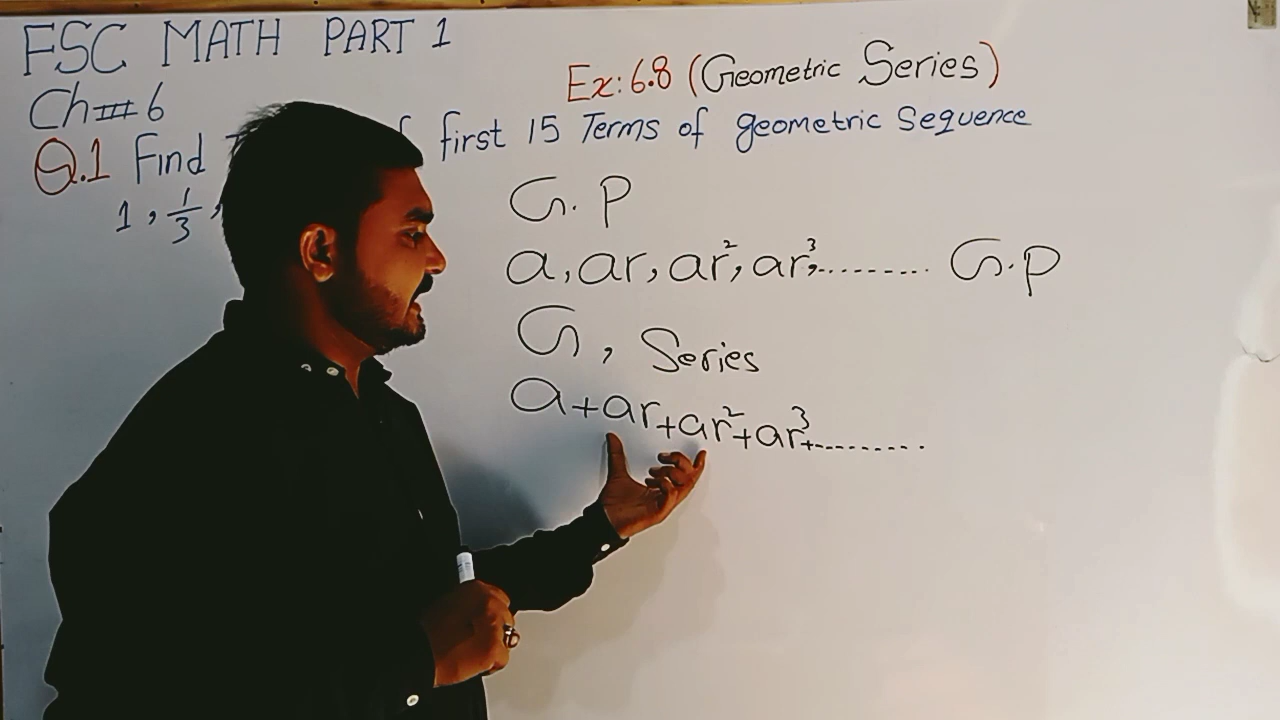 FSC MATH PART 1
Ch # 6
Ex: 6.8 (Geometric Series)
Q.1 Find first 15 Terms of geometric Sequence
1, 1/3,
G.P
a, ar, ar², ar³, ......... G.P
G, Series
a+ar+ar²+ar³+.........